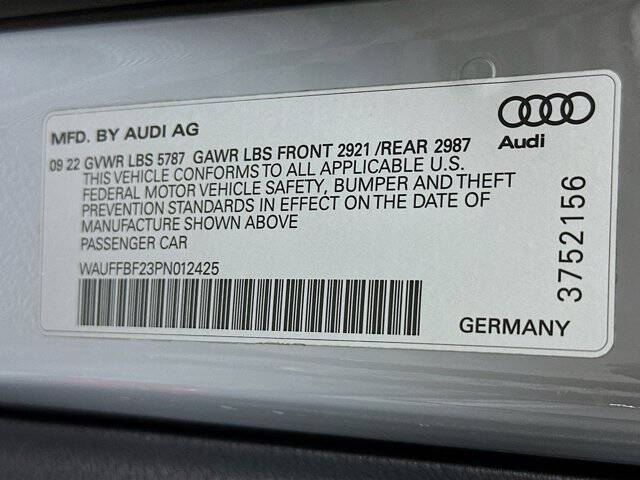 MFD. BY AUDI AG
09 22 GVWR LBS 5787 GAWR LBS FRONT 2921 /REAR 2987
THIS VEHICLE CONFORMS TO ALL APPLICABLE U.S.
FEDERAL MOTOR VEHICLE SAFETY, BUMPER AND THEFT
PREVENTION STANDARDS IN EFFECT ON THE DATE OF
MANUFACTURE SHOWN ABOVE
PASSENGER CAR
WAUFFBF23PN012425
Audi
3752156
GERMANY